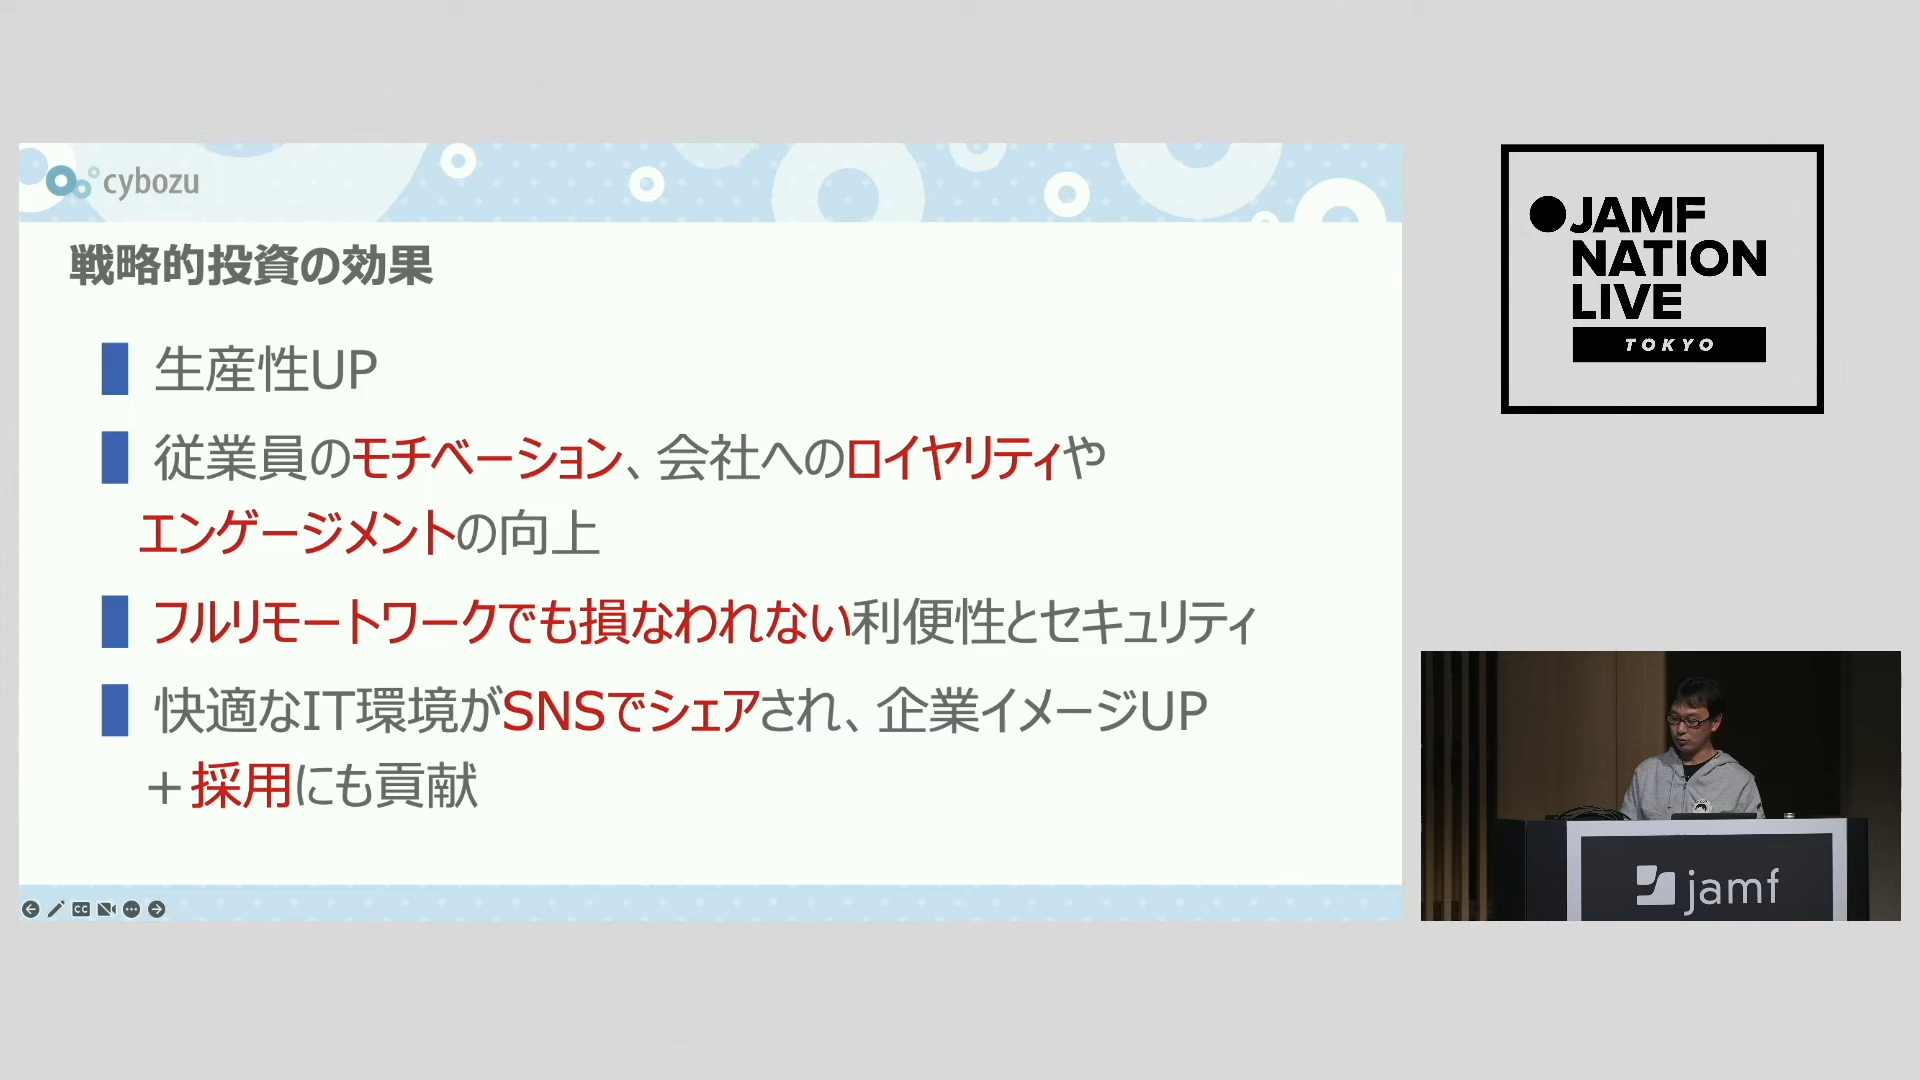 cybozu
戦略的投資の効果
生産性UP
従業員のモチベーション、会社へのロイヤリティや
エンゲージメントの向上
フルリモートワークでも損なわれない利便性とセキュリティ
快適なIT環境がSNSでシェアされ、企業イメージUP
＋採用にも貢献
CC
JAMF
NATION
LIVE
TOKYO
jamf